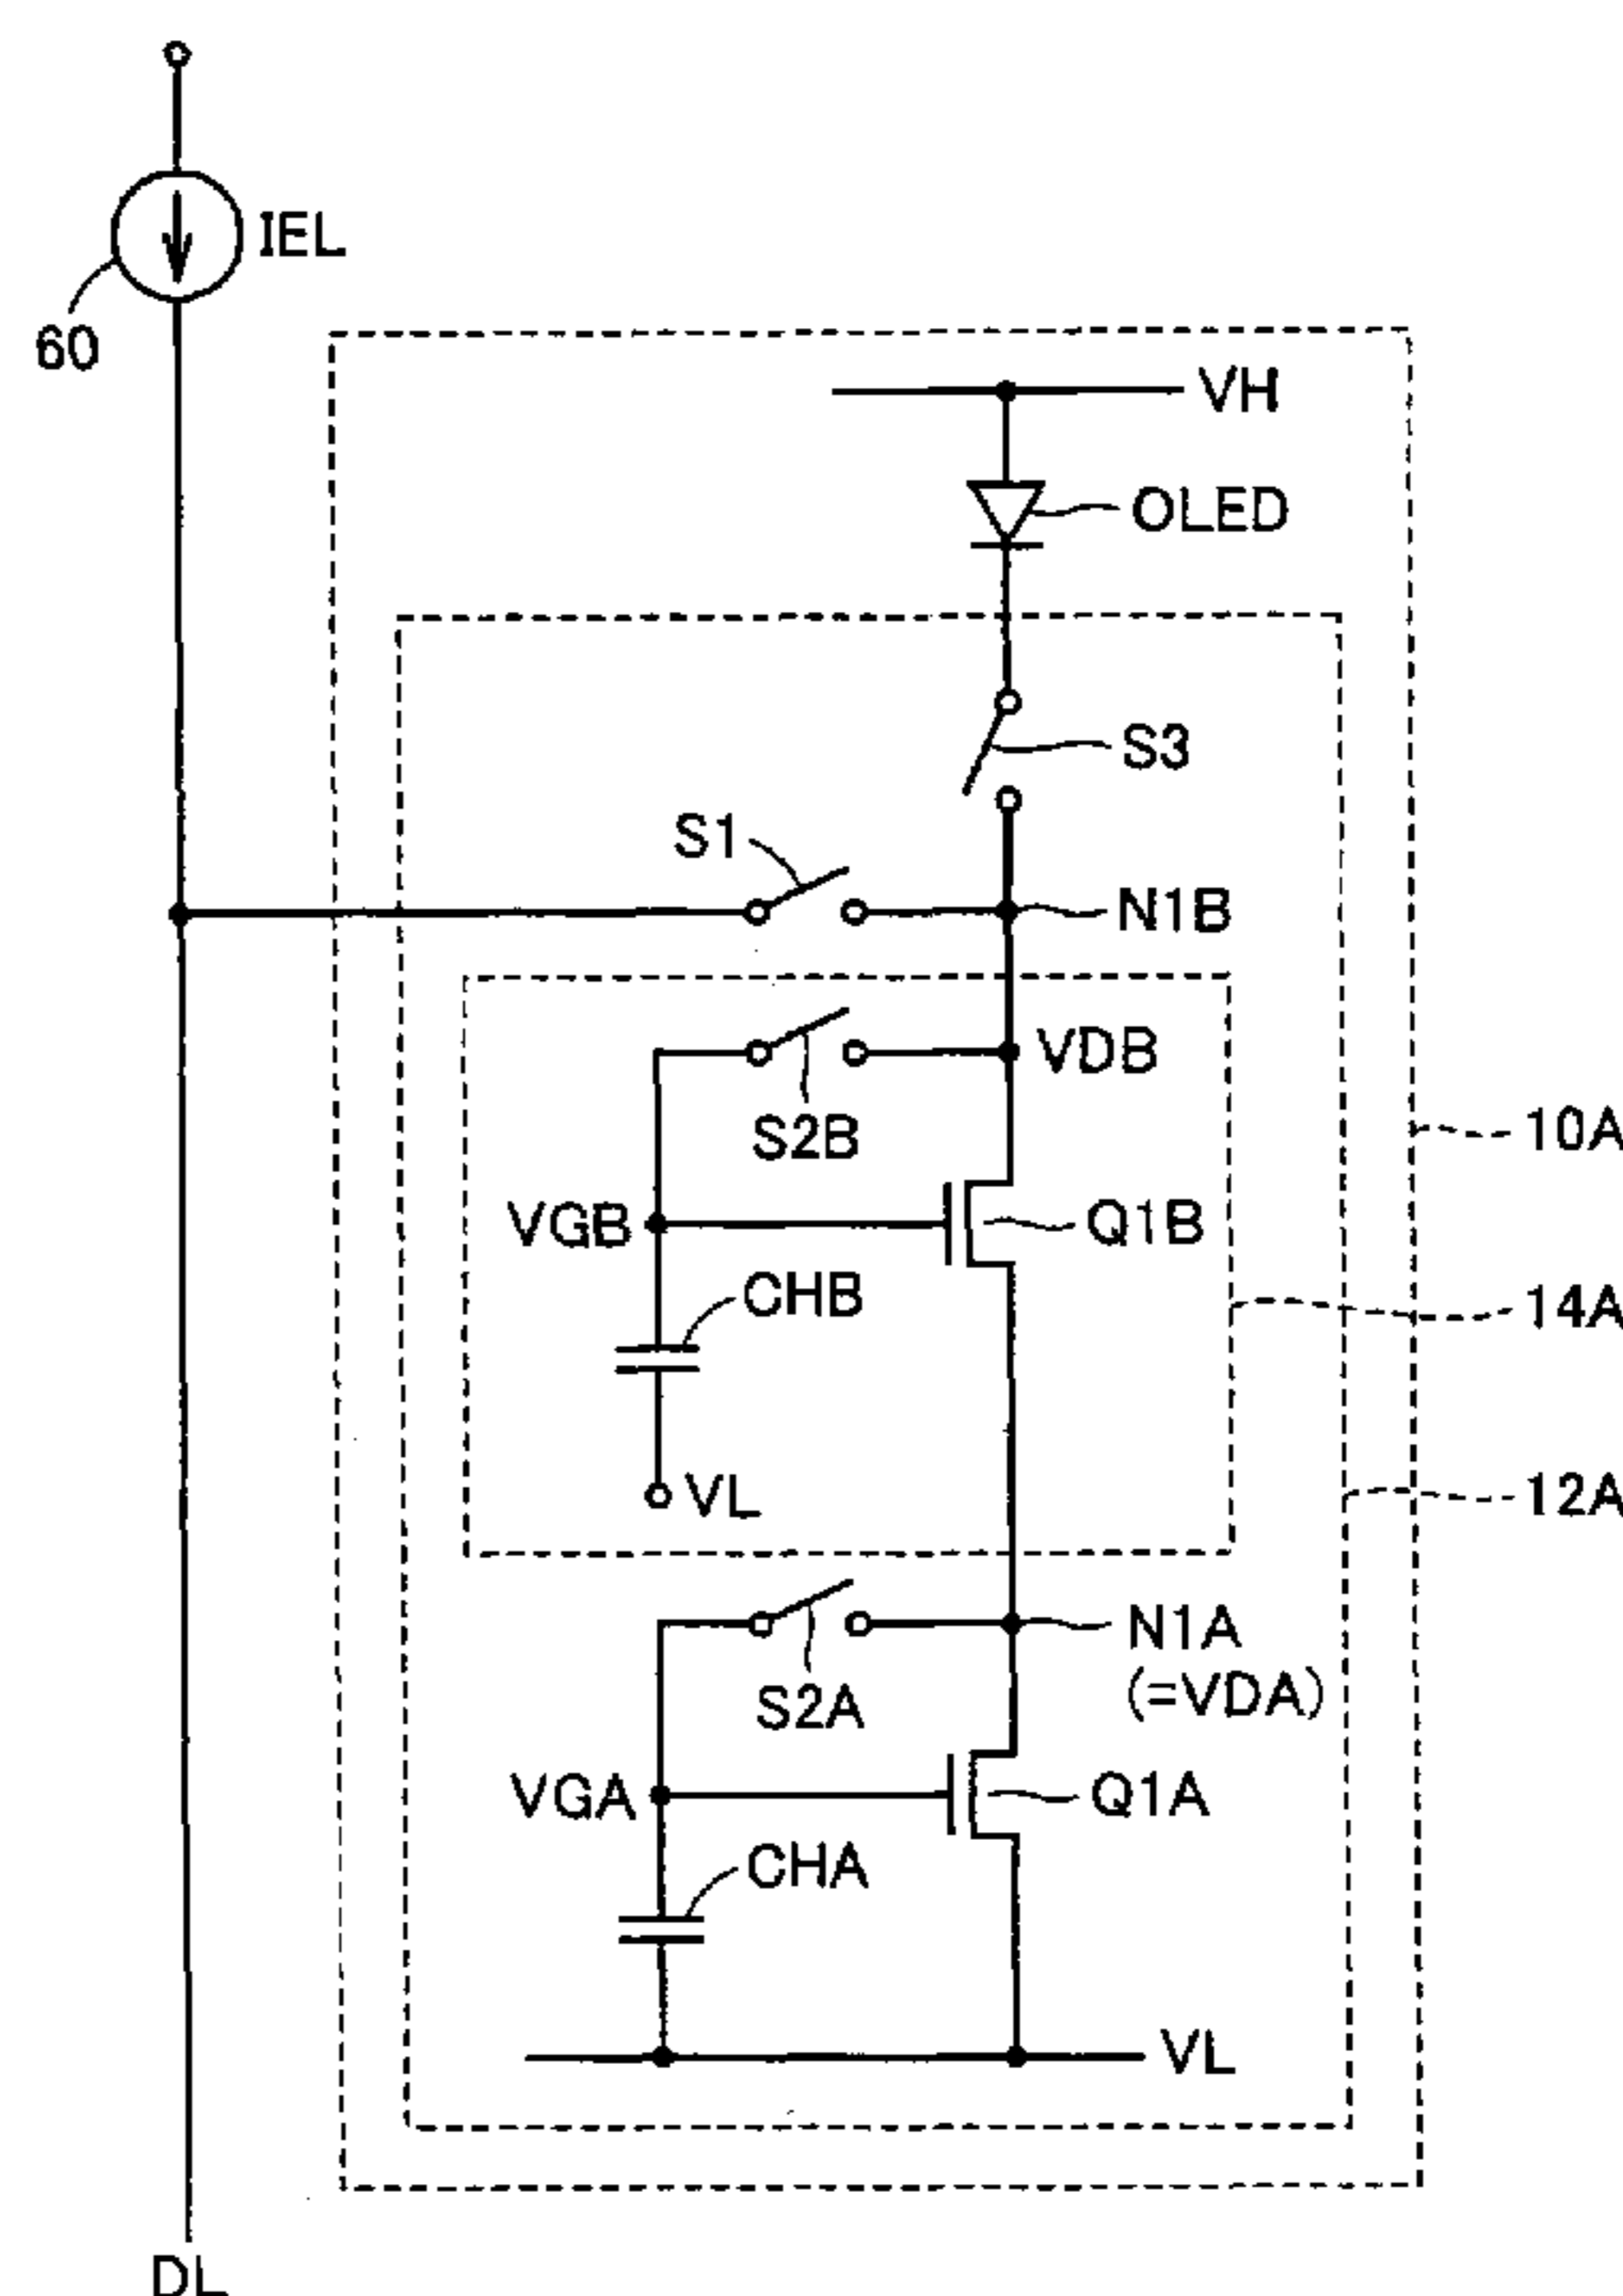 IEL
60
VH
OLED
S3
S1
N1B
VDB
S2B
10A
VGB
Q1B
CHB
14A
VL
12A
N1A
(=VDA)
S2A
VGA
Q1A
CHA
VL
DL